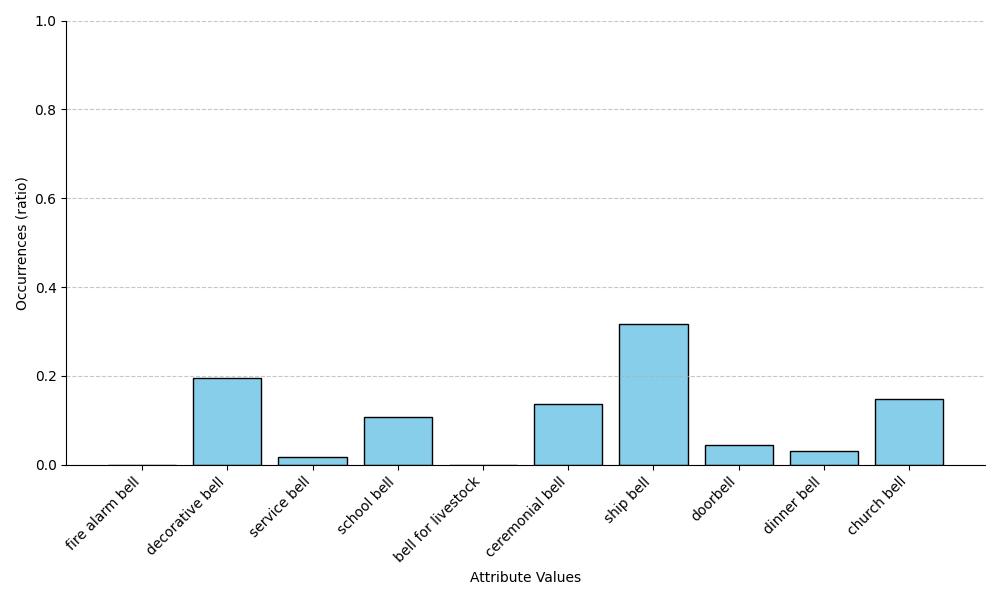 1.0
0.8
0.6
0.4
0.2
0.0
Occurrences (ratio)
fire alarm bell
decorative bell
service bell
school bell
bell for livestock
ceremonial bell
ship bell
doorbell
dinner bell
church bell
Attribute Values